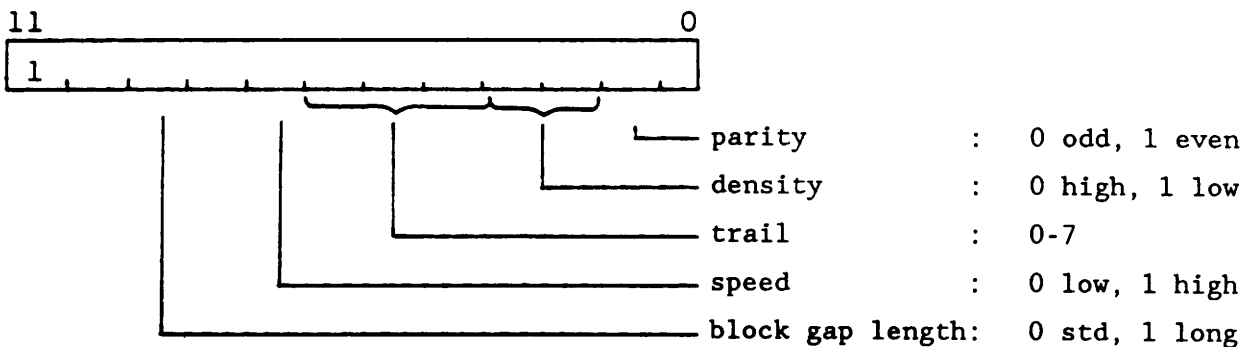 11 0
1
parity : 0 odd, 1 even
density : 0 high, 1 low
trail : 0-7
speed : 0 low, 1 high
block gap length: 0 std, 1 long